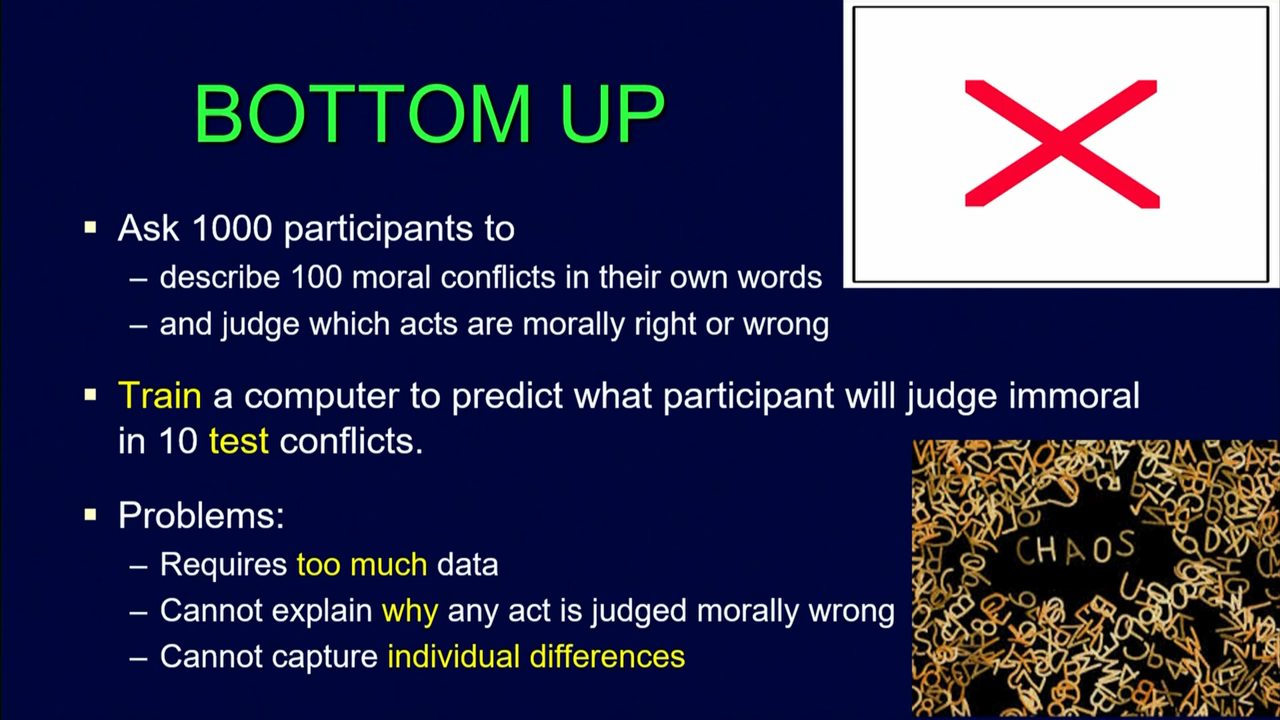 BOTTOM UP
▪ Ask 1000 participants to
– describe 100 moral conflicts in their own words
– and judge which acts are morally right or wrong
▪ Train a computer to predict what participant will judge immoral
in 10 test conflicts.
▪ Problems:
– Requires too much data
– Cannot explain why any act is judged morally wrong
– Cannot capture individual differences
CHAOS